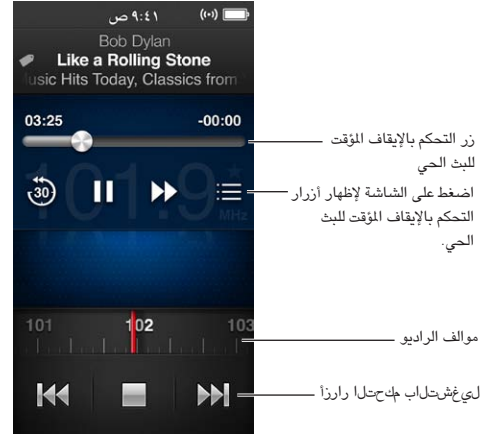 ٩:٤١ ص
Bob Dylan
Like a Rolling Stone
usic Hits Today, Classics from
03:25
-00:00
زر التحكم بالإيقاف المؤقت
للبث الحي
30
101.9
MHz
اضغط على الشاشة لإظهار أزرار
التحكم بالإيقاف المؤقت للبث
الحي.
101
102
103
موالف الراديو
ليغشتلاب مكحتلا رارزأ